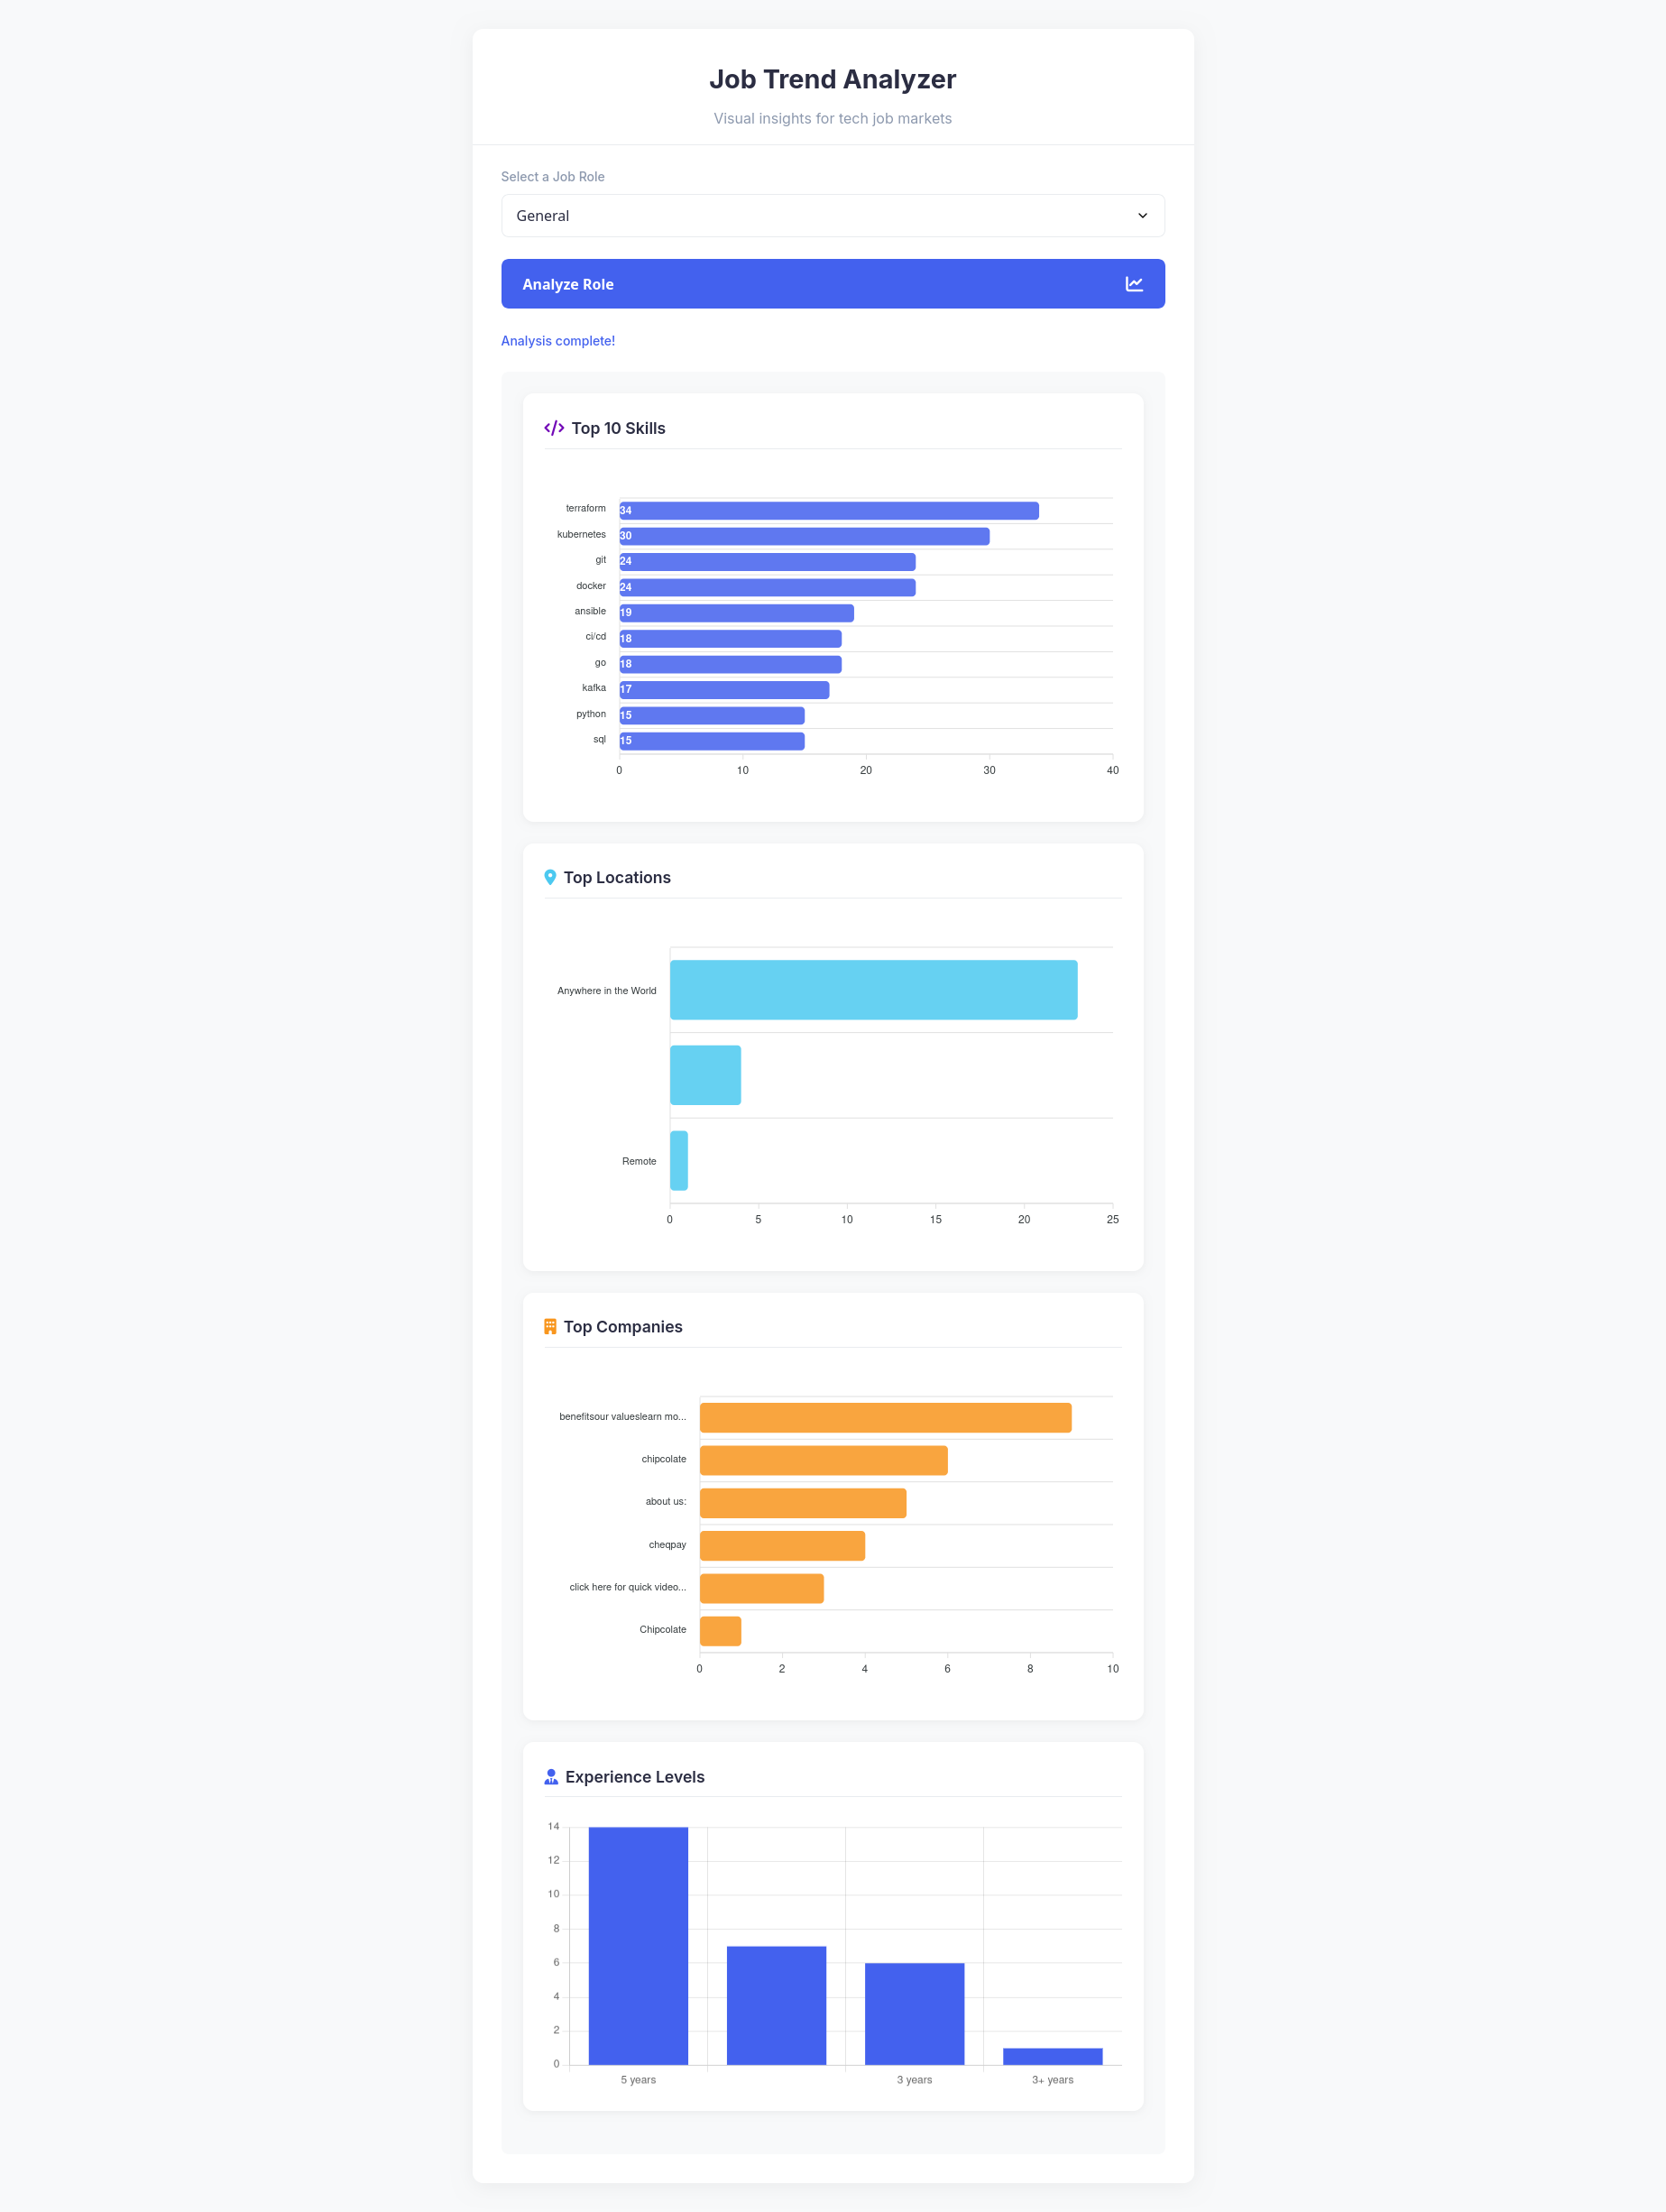 Job Trend Analyzer
Visual insights for tech job markets
Select a Job Role
General
Analyze Role
Analysis complete!
Top 10 Skills
terraform 34
kubernetes 30
git 24
docker 24
ansible 19
ci/cd 18
go 18
kafka 17
python 15
sql 15
0 10 20 30 40
Top Locations
Anywhere in the World
Remote
0 5 10 15 20 25
Top Companies
benefitsour valueslearn mo...
chipcolate
about us:
cheqpay
click here for quick video...
Chipcolate
0 2 4 6 8 10
Experience Levels
14
12
10
8
6
4
2
0
5 years 3 years 3+ years